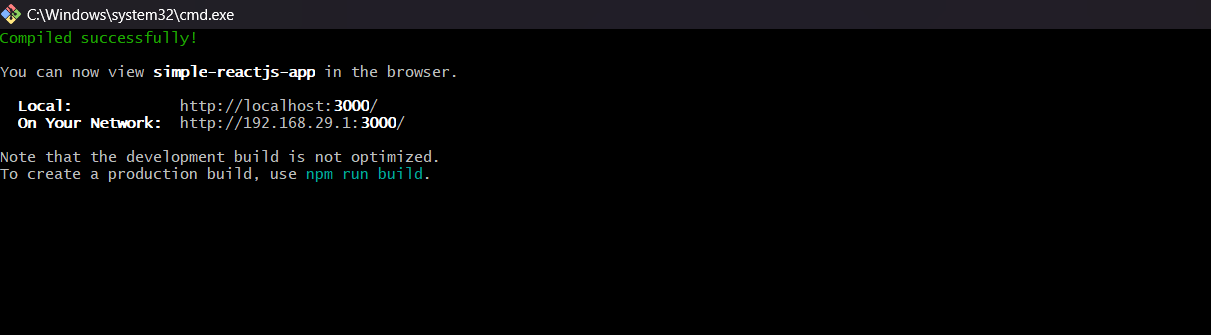 C:\Windows\system32\cmd.exe
Compiled successfully!
You can now view simple-reactjs-app in the browser.
Local: http://localhost:3000/
On Your Network: http://192.168.29.1:3000/
Note that the development build is not optimized.
To create a production build, use npm run build.